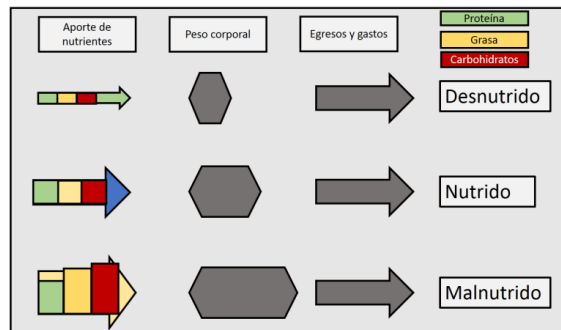 Aporte de
nutrientes
Peso corporal
Egresos y gastos
Proteína
Grasa
Carbohidratos
Desnutrido
Nutrido
Malnutrido